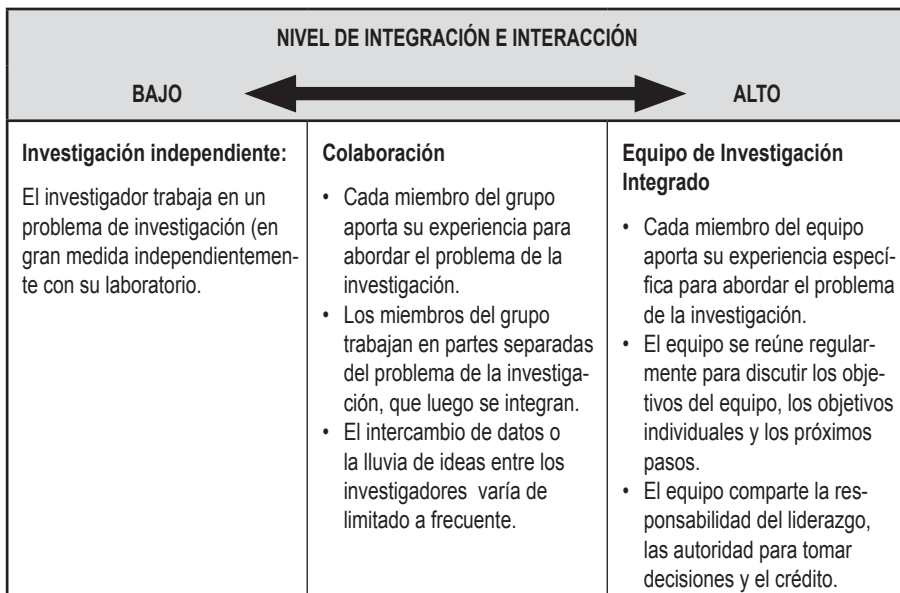 NIVEL DE INTEGRACIÓN E INTERACCIÓN
BAJO
ALTO
Investigación independiente:
El investigador trabaja en un
problema de investigación (en
gran medida independientemen-
te con su laboratorio.
Colaboración
• Cada miembro del grupo
aporta su experiencia para
abordar el problema de la
investigación.
• Los miembros del grupo
trabajan en partes separadas
del problema de la investiga-
ción, que luego se integran.
• El intercambio de datos o
la lluvia de ideas entre los
investigadores varía de
limitado a frecuente.
Equipo de Investigación
Integrado
• Cada miembro del equipo
aporta su experiencia especí-
fica para abordar el problema
de la investigación.
• El equipo se reúne regular-
mente para discutir los obje-
tivos del equipo, los objetivos
individuales y los próximos
pasos.
• El equipo comparte la res-
ponsabilidad del liderazgo,
las autoridad para tomar
decisiones y el crédito.